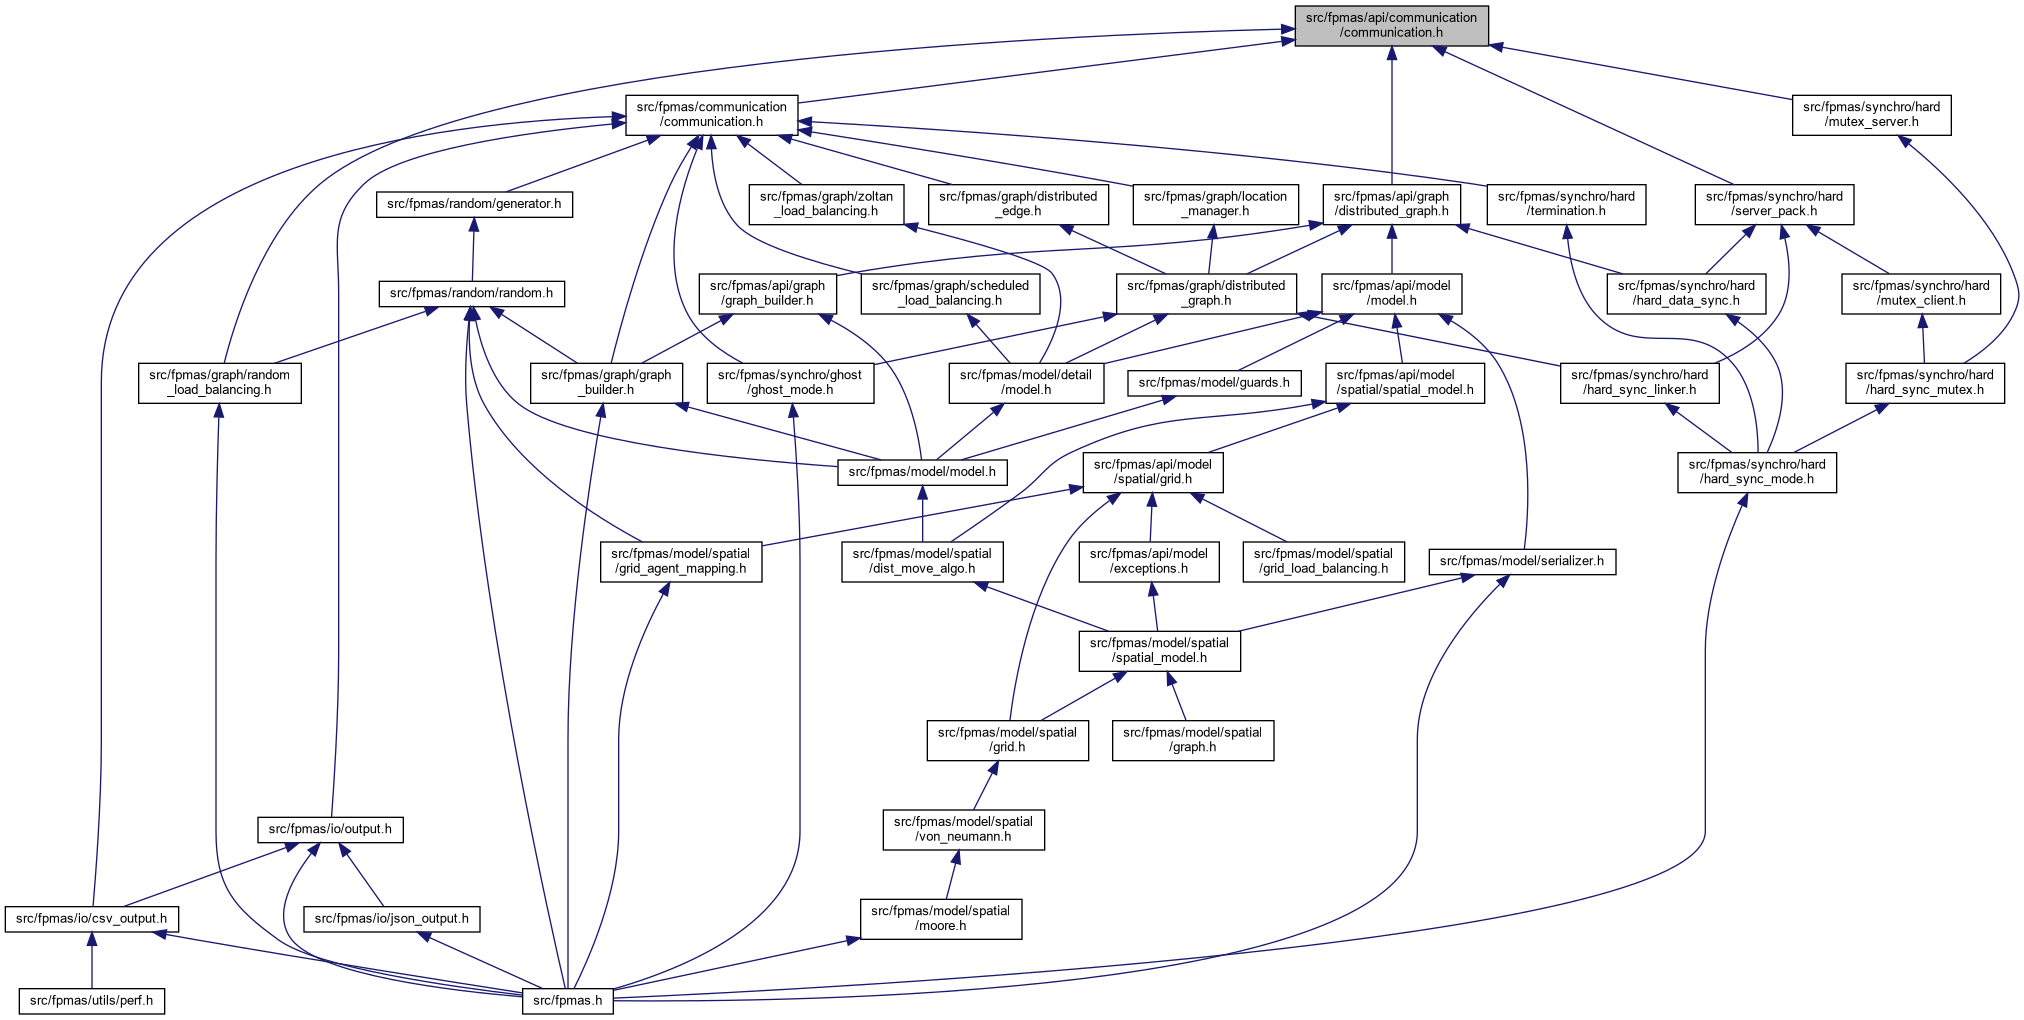 src/fpmas/api/communication
/communication.h
src/fpmas/communication
/communication.h
src/fpmas/synchro/hard
/mutex_server.h
src/fpmas/random/generator.h
src/fpmas/graph/zoltan
_load_balancing.h
src/fpmas/graph/distributed
_edge.h
src/fpmas/graph/location
_manager.h
src/fpmas/api/graph
/distributed_graph.h
src/fpmas/synchro/hard
/termination.h
src/fpmas/synchro/hard
/server_pack.h
src/fpmas/random/random.h
src/fpmas/api/graph
/graph_builder.h
src/fpmas/graph/scheduled
_load_balancing.h
src/fpmas/graph/distributed
_graph.h
src/fpmas/api/model
/model.h
src/fpmas/synchro/hard
/hard_data_sync.h
src/fpmas/synchro/hard
/mutex_client.h
src/fpmas/graph/random
_load_balancing.h
src/fpmas/graph/graph
_builder.h
src/fpmas/synchro/ghost
/ghost_mode.h
src/fpmas/model/detail
/model.h
src/fpmas/model/guards.h
src/fpmas/api/model
/spatial/spatial_model.h
src/fpmas/synchro/hard
/hard_sync_linker.h
src/fpmas/synchro/hard
/hard_sync_mutex.h
src/fpmas/model/model.h
src/fpmas/api/model
/spatial/grid.h
src/fpmas/synchro/hard
/hard_sync_mode.h
src/fpmas/model/spatial
/grid_agent_mapping.h
src/fpmas/model/spatial
/dist_move_algo.h
src/fpmas/api/model
/exceptions.h
src/fpmas/model/spatial
/grid_load_balancing.h
src/fpmas/model/serializer.h
src/fpmas/model/spatial
/spatial_model.h
src/fpmas/model/spatial
/grid.h
src/fpmas/model/spatial
/graph.h
src/fpmas/io/output.h
src/fpmas/model/spatial
/von_neumann.h
src/fpmas/io/csv_output.h
src/fpmas/io/json_output.h
src/fpmas/model/spatial
/moore.h
src/fpmas/utils/perf.h
src/fpmas.h